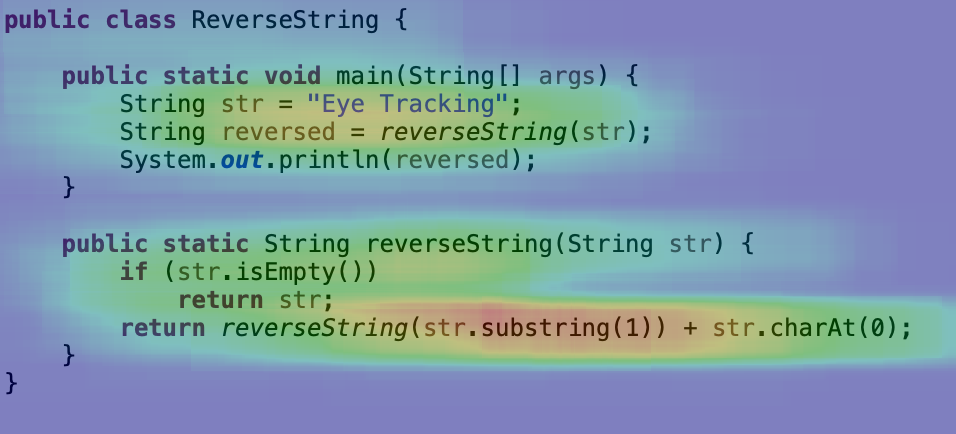 public class ReverseString {
public static void main(String[] args) {
String str = "Eye Tracking";
String reversed = reverseString(str);
System.out.println(reversed);
}
public static String reverseString(String str) {
if (str.isEmpty())
return str;
return reverseString(str.substring(1)) + str.charAt(0);
}
}